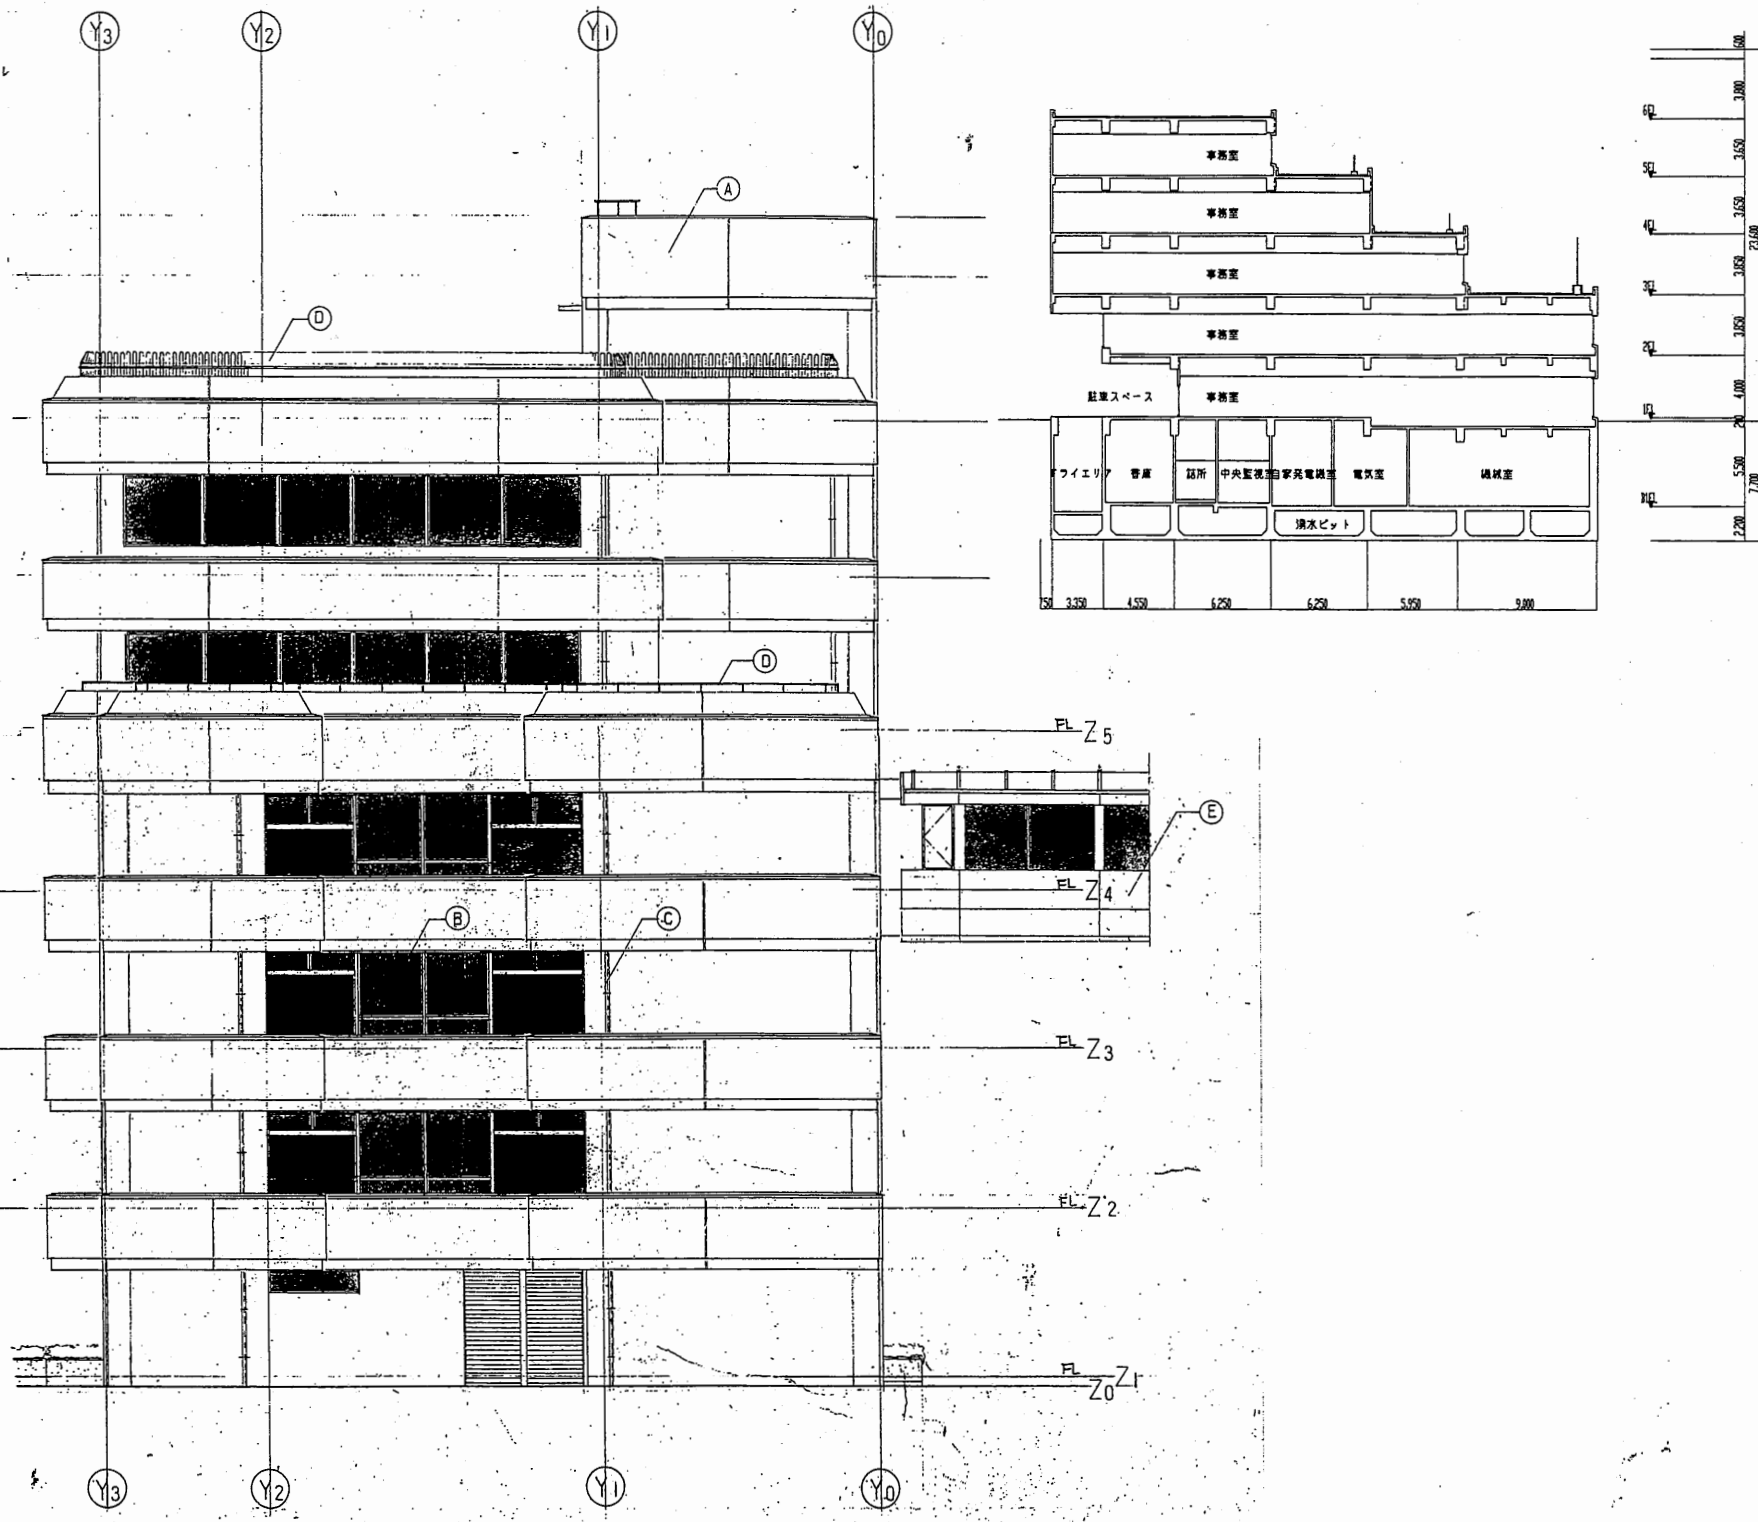 Y3 Y2 Y1 Y0
A
D
D
FL Z5
E
FL Z4
B
C
FL Z3
FL Z2
FL Z1
Z0
Y3 Y2 Y1 Y0
事務室
事務室
事務室
事務室
駐車スペース 事務室
ドライエリア 書庫 詰所 中央監視室 自家発電機室 電気室 機械室
湧水ピット
750 3,350 4,550 6,250 6,250 5,950 9,000
600
3,800
6FL
3,650
5FL
3,650
4FL
23,600
3,850
3FL
3,850
2FL
4,000
1FL
200
5,500
7,700
B1FL
2,200